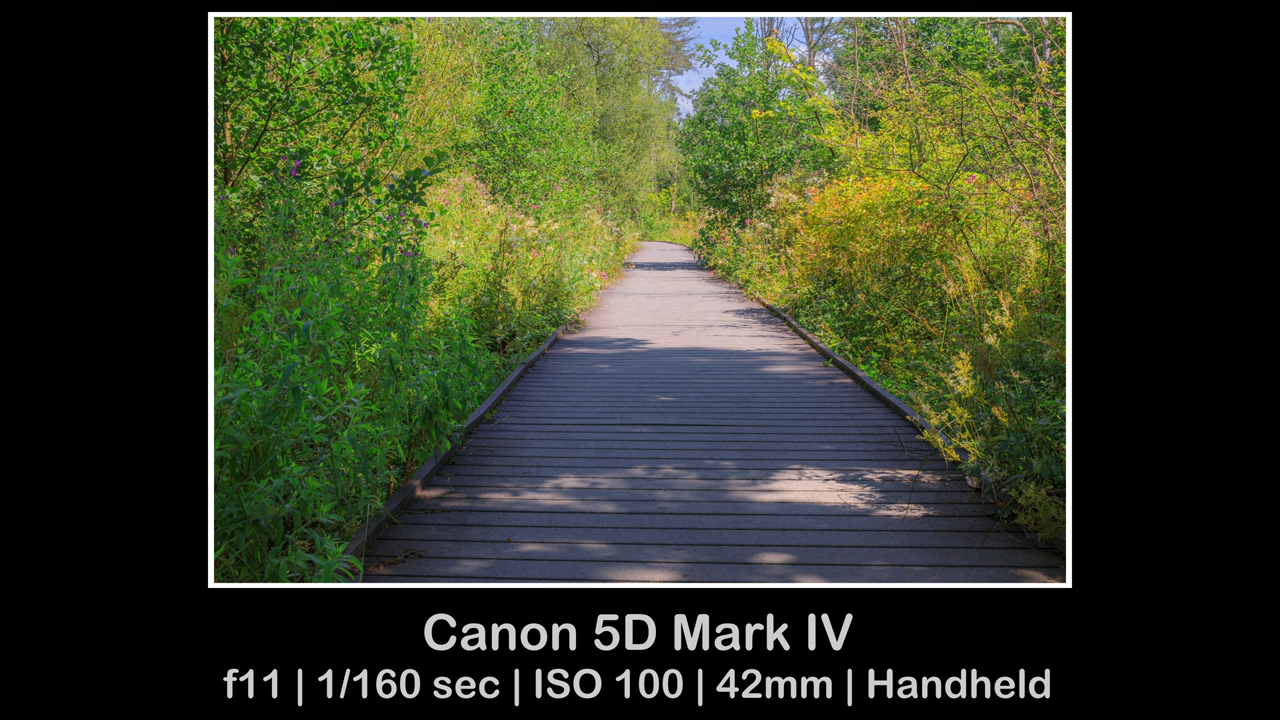 Canon 5D Mark IV
f11 | 1/160 sec | ISO 100 | 42mm | Handheld